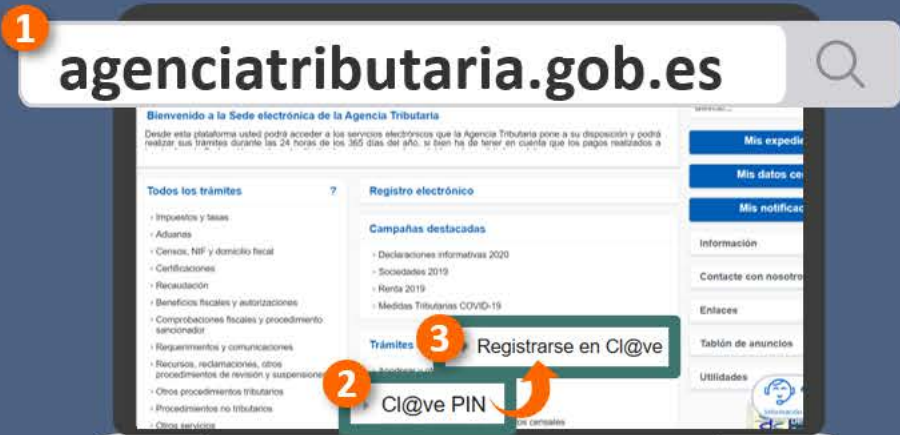 1
agenciatributaria.gob.es
Bienvenido a la Sede electrónica de la Agencia Tributaria
Desde esta plataforma usted podrá acceder a los servicios electrónicos que la Agencia Tributaria pone a su disposición y podrá
realizar sus trámites durante las 24 horas de los 365 días del año, si bien ha de tener en cuenta que los pagos realizados a
Todos los trámites ?
› Impuestos y tasas
› Aduanas
› Censos, NIF y domicilio fiscal
› Certificaciones
› Recaudación
› Beneficios fiscales y autorizaciones
› Comprobaciones fiscales y procedimiento
sancionador
› Requerimientos y comunicaciones
› Recursos, reclamaciones, otros
procedimientos de revisión y suspensiones
› Otros procedimientos tributarios
› Procedimientos no tributarios
› Otros servicios
Registro electrónico
Campañas destacadas
› Declaraciones informativas 2020
› Sociedades 2019
› Renta 2019
› Medidas Tributarias COVID-19
Trámites
3
Registrarse en Cl@ve
2
Cl@ve PIN
censales
Mis expedie
Mis datos ce
Mis notificac
Información
Contacte con nosotro
Enlaces
Tablón de anuncios
Utilidades